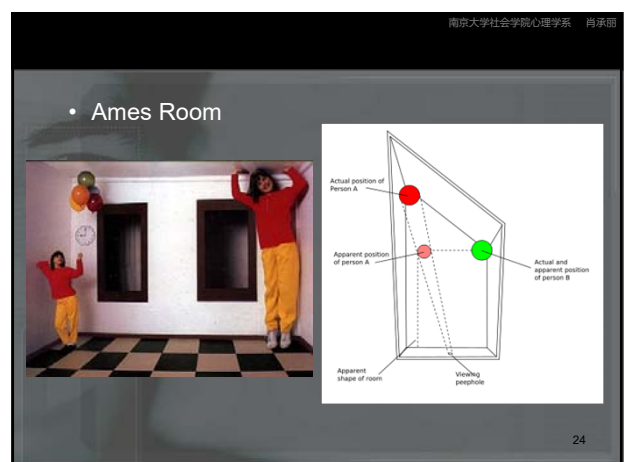 南京大学社会学院心理学系 肖承丽
• Ames Room
Actual position of
Person A
Apparent position
of person A
Actual and
apparent position
of person B
Apparent
shape of room
Viewing
peephole
24